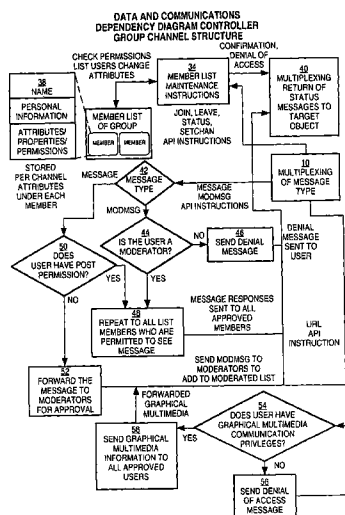 DATA AND COMMUNICATIONS
DEPENDENCY DIAGRAM CONTROLLER
GROUP CHANNEL STRUCTURE
CHECK PERMISSIONS
LIST USERS CHANGE
ATTRIBUTES
CONFIRMATION,
DENIAL OF
ACCESS
38
NAME
PERSONAL
INFORMATION
ATTRIBUTES/
PROPERTIES/
PERMISSIONS
MEMBER LIST
OF GROUP
MEMBER
MEMBER
34
MEMBER LIST
MAINTENANCE
INSTRUCTIONS
40
MULTIPLEXING
RETURN OF
STATUS
MESSAGES TO
TARGET
OBJECT
JOIN, LEAVE,
STATUS,
SETCHAN
API INSTRUCTIONS
STORED
PER CHANNEL
ATTRIBUTES
UNDER EACH
MEMBER
MESSAGE
42
MESSAGE
TYPE
10
MULTIPLEXING
OF MESSAGE
TYPE
MESSAGE
MODMSG
API INSTRUCTIONS
MODMSG
44
IS THE USER A
MODERATOR?
NO
46
SEND DENIAL
MESSAGE
DENIAL
MESSAGE
SENT TO
USER
50
DOES
USER HAVE POST
PERMISSION?
YES
YES
NO
48
REPEAT TO ALL LIST
MEMBERS WHO ARE
PERMITTED TO SEE
MESSAGE
MESSAGE RESPONSES
SENT TO ALL
APPROVED
MEMBERS
URL
API
INSTRUCTION
52
FORWARD THE
MESSAGE TO
MODERATORS
FOR APPROVAL
SEND MODMSG TO
MODERATORS TO
ADD TO MODERATED LIST
FORWARDED
GRAPHICAL
MULTIMEDIA
54
DOES USER HAVE
GRAPHICAL MULTIMEDIA
COMMUNICATION
PRIVILEGES?
YES
58
SEND GRAPHICAL
MULTIMEDIA
INFORMATION TO
ALL APPROVED
USERS
NO
56
SEND DENIAL
OF ACCESS
MESSAGE